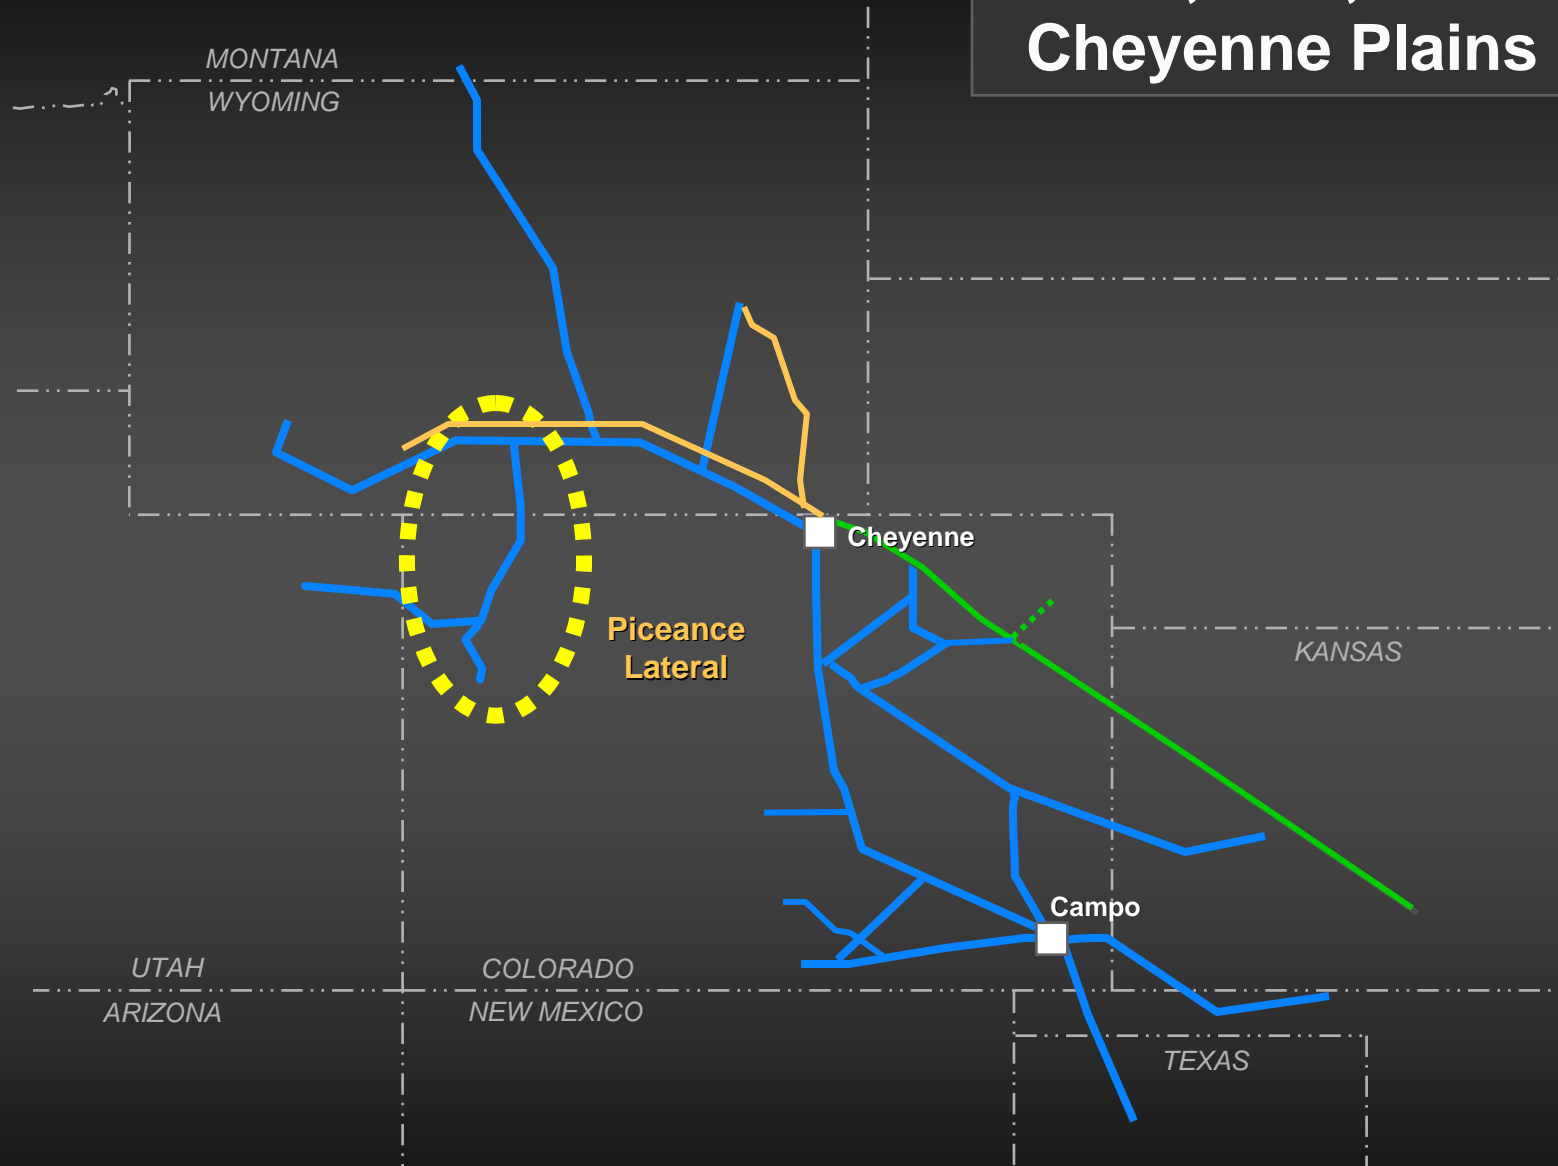 Cheyenne Plains
MONTANA
WYOMING
Cheyenne
Piceance
Lateral
KANSAS
Campo
UTAH
COLORADO
ARIZONA
NEW MEXICO
TEXAS